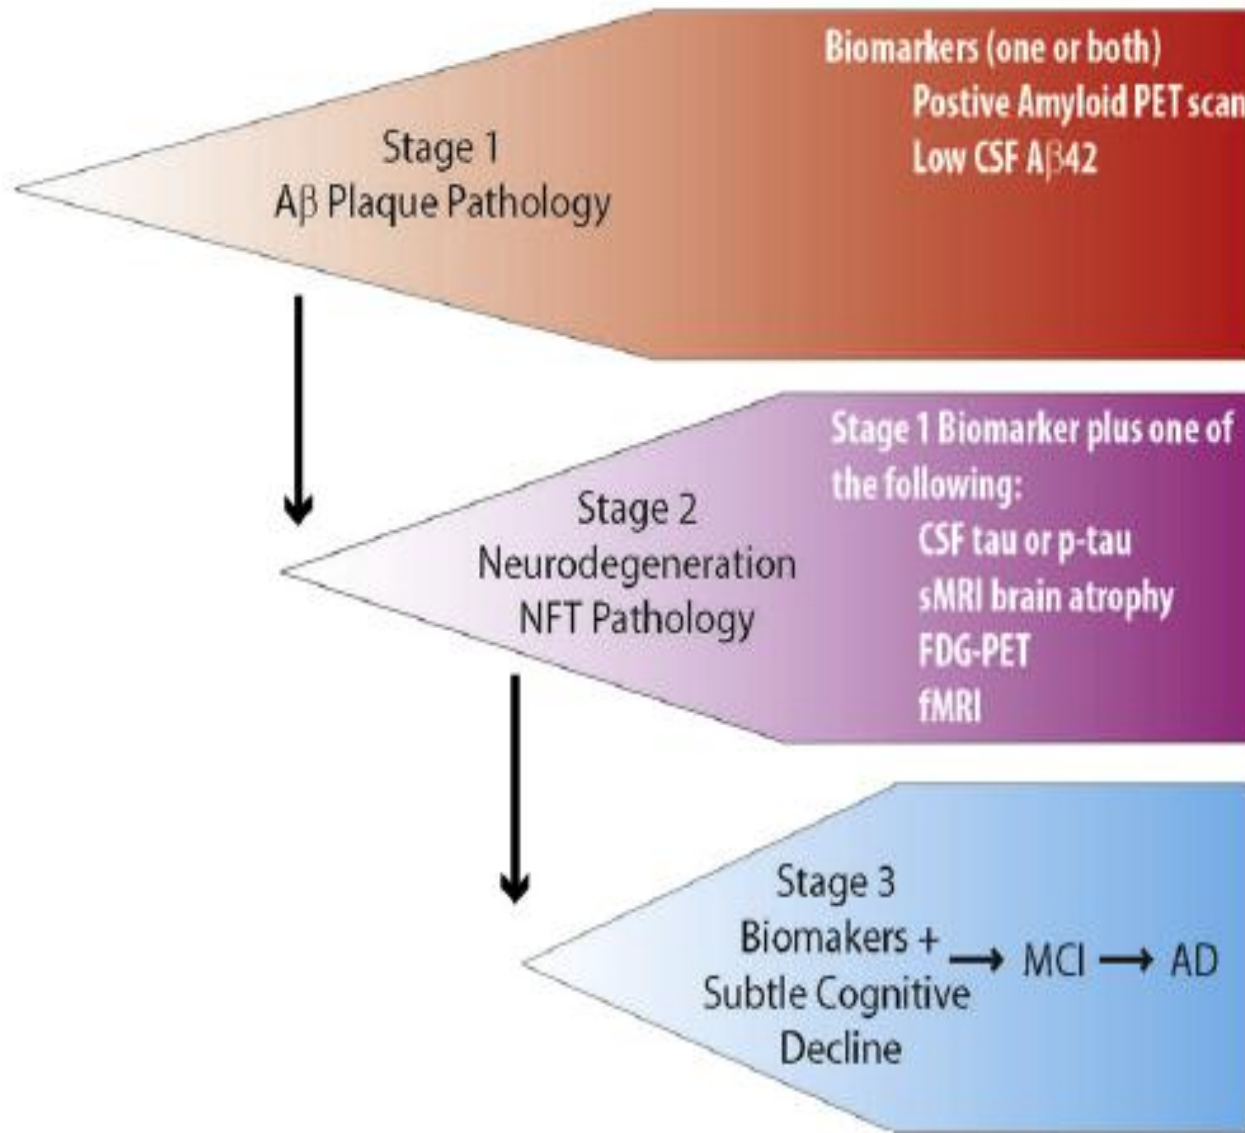 Biomarkers (one or both)
Postive Amyloid PET scan
Low CSF Aβ42
Stage 1
Aβ Plaque Pathology
Stage 1 Biomarker plus one of
the following:
CSF tau or p-tau
sMRI brain atrophy
FDG-PET
fMRI
Stage 2
Neurodegeneration
NFT Pathology
Stage 3
Biomakers +
Subtle Cognitive
Decline
→ MCI → AD